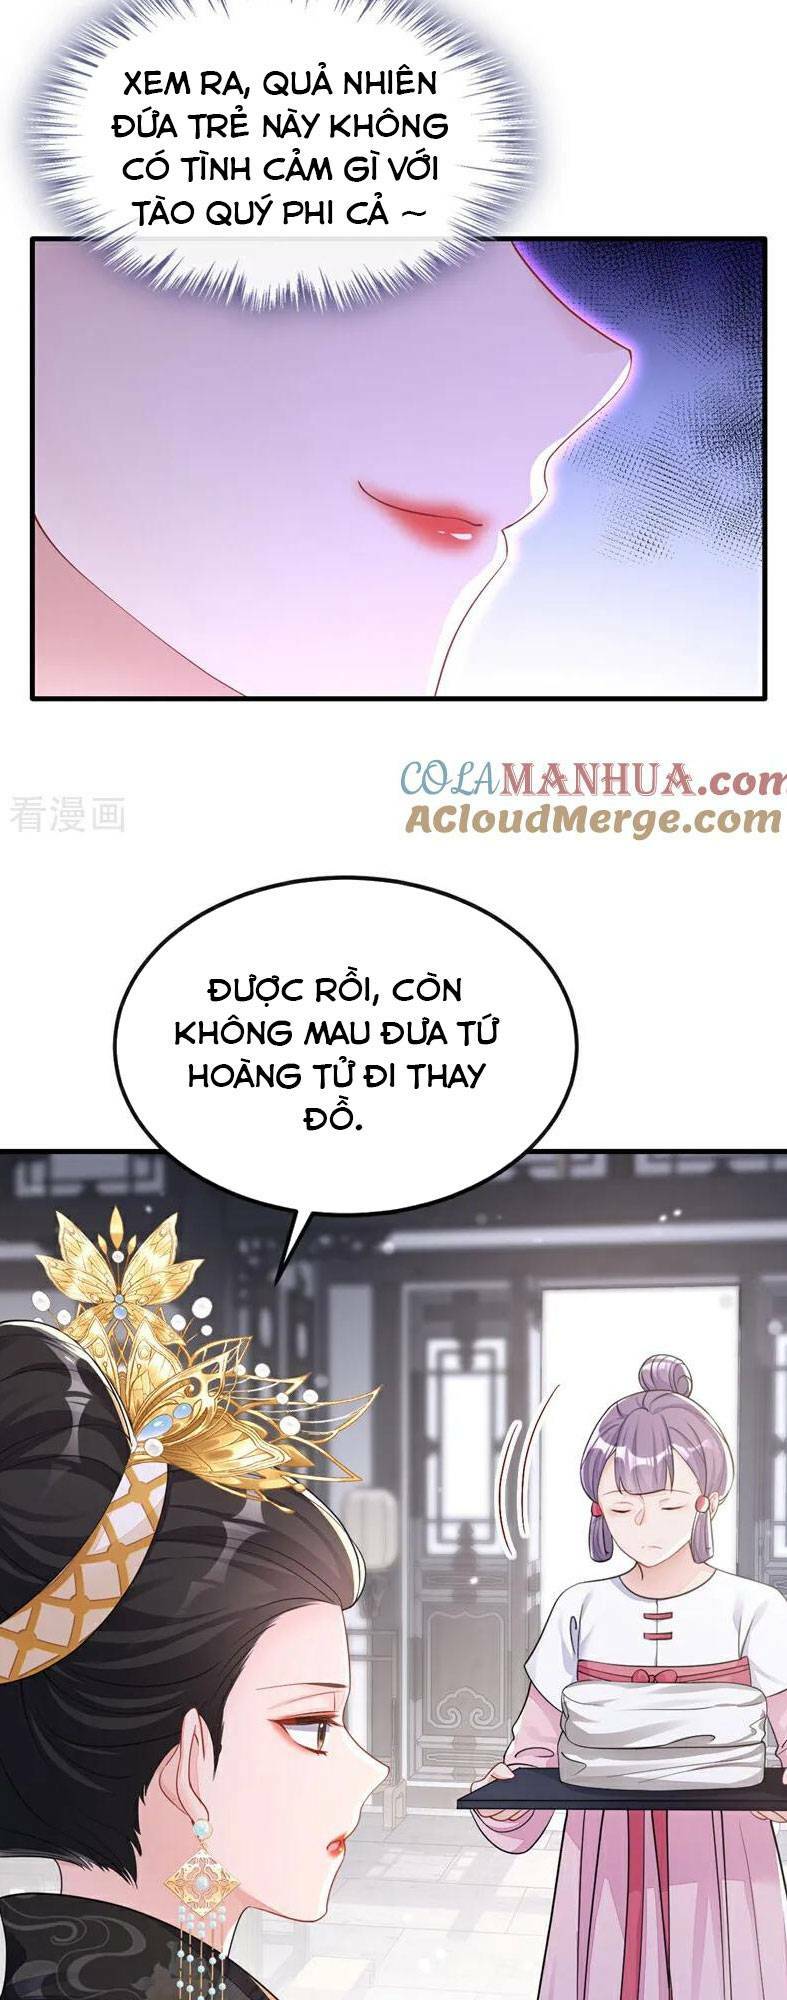 XEM RA, QUẢ NHIÊN
ĐỨA TRẺ NÀY KHÔNG
CÓ TÌNH CẢM GÌ VỚI
TÀO QUÝ PHI CẢ ~
看漫画
COLAMANHUA.com
ACloudMerge.com
ĐƯỢC RỒI, CÒN
KHÔNG MAU ĐƯA TỨ
HOÀNG TỬ ĐI THAY
ĐỒ.